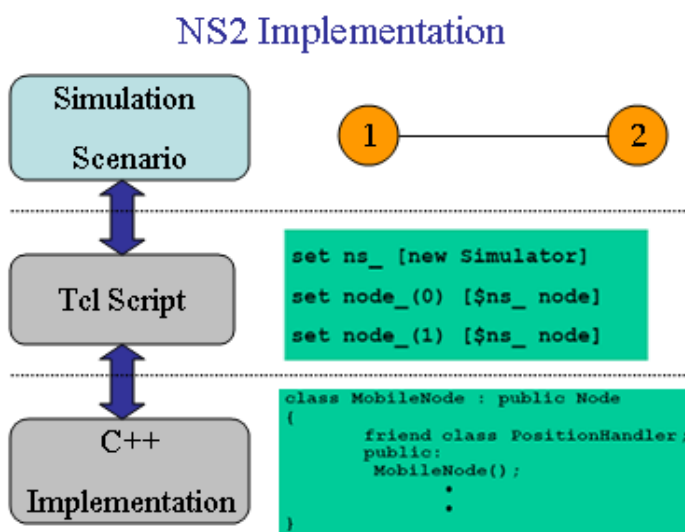 NS2 Implementation
Simulation
Scenario
1
2
Tcl Script
set ns_ [new Simulator]
set node_(0) [$ns_ node]
set node_(1) [$ns_ node]
C++
Implementation
class MobileNode : public Node
{
friend class PositionHandler;
public:
MobileNode();
•
•
}